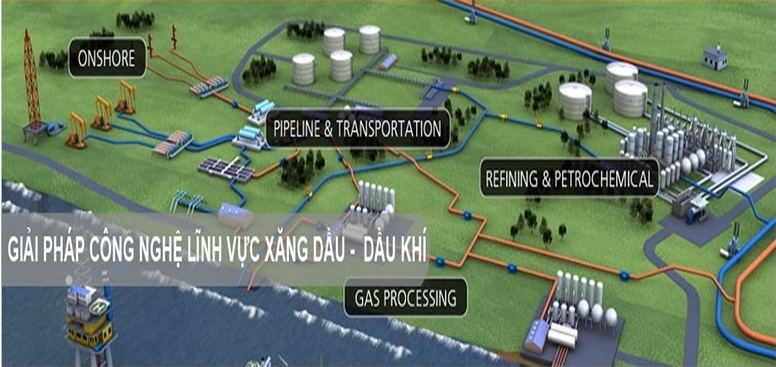 ONSHORE
PIPELINE & TRANSPORTATION
REFINING & PETROCHEMICAL
GIẢI PHÁP CÔNG NGHỆ LĨNH VỰC XĂNG DẦU - DẦU KHÍ
GAS PROCESSING